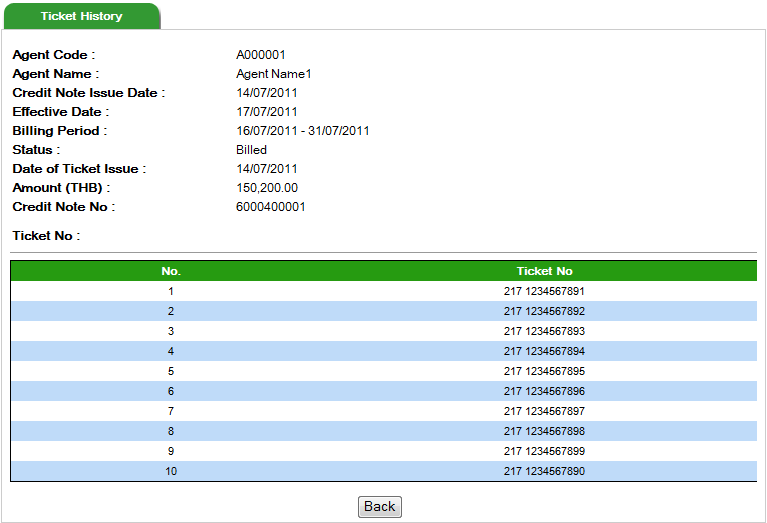 Ticket History
Agent Code : A000001
Agent Name : Agent Name1
Credit Note Issue Date : 14/07/2011
Effective Date : 17/07/2011
Billing Period : 16/07/2011 - 31/07/2011
Status : Billed
Date of Ticket Issue : 14/07/2011
Amount (THB) : 150,200.00
Credit Note No : 6000400001
Ticket No :
No. Ticket No
1 217 1234567891
2 217 1234567892
3 217 1234567893
4 217 1234567894
5 217 1234567895
6 217 1234567896
7 217 1234567897
8 217 1234567898
9 217 1234567899
10 217 1234567890
Back